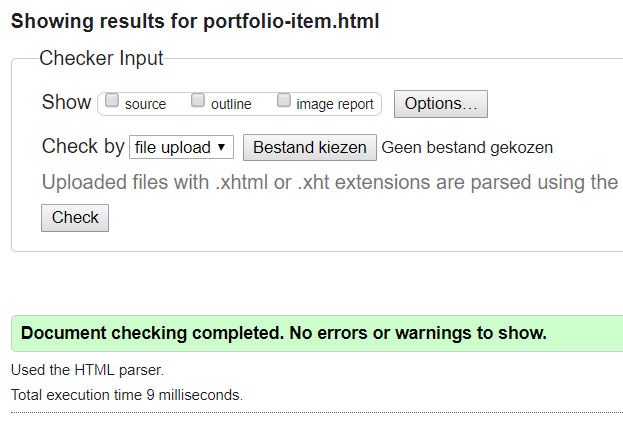 Showing results for portfolio-item.html
Checker Input
Show source outline image report Options...
Check by file upload Bestand kiezen Geen bestand gekozen
Uploaded files with .xhtml or .xht extensions are parsed using the
Check
Document checking completed. No errors or warnings to show.
Used the HTML parser.
Total execution time 9 milliseconds.